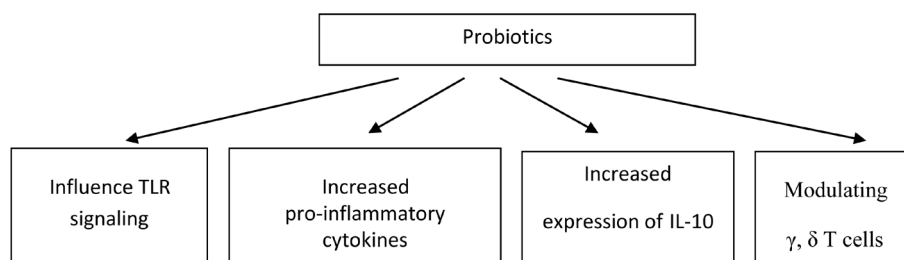 Probiotics
Influence TLR
signaling
Increased
pro-inflammatory
cytokines
Increased
expression of IL-10
Modulating
γ, δ T cells